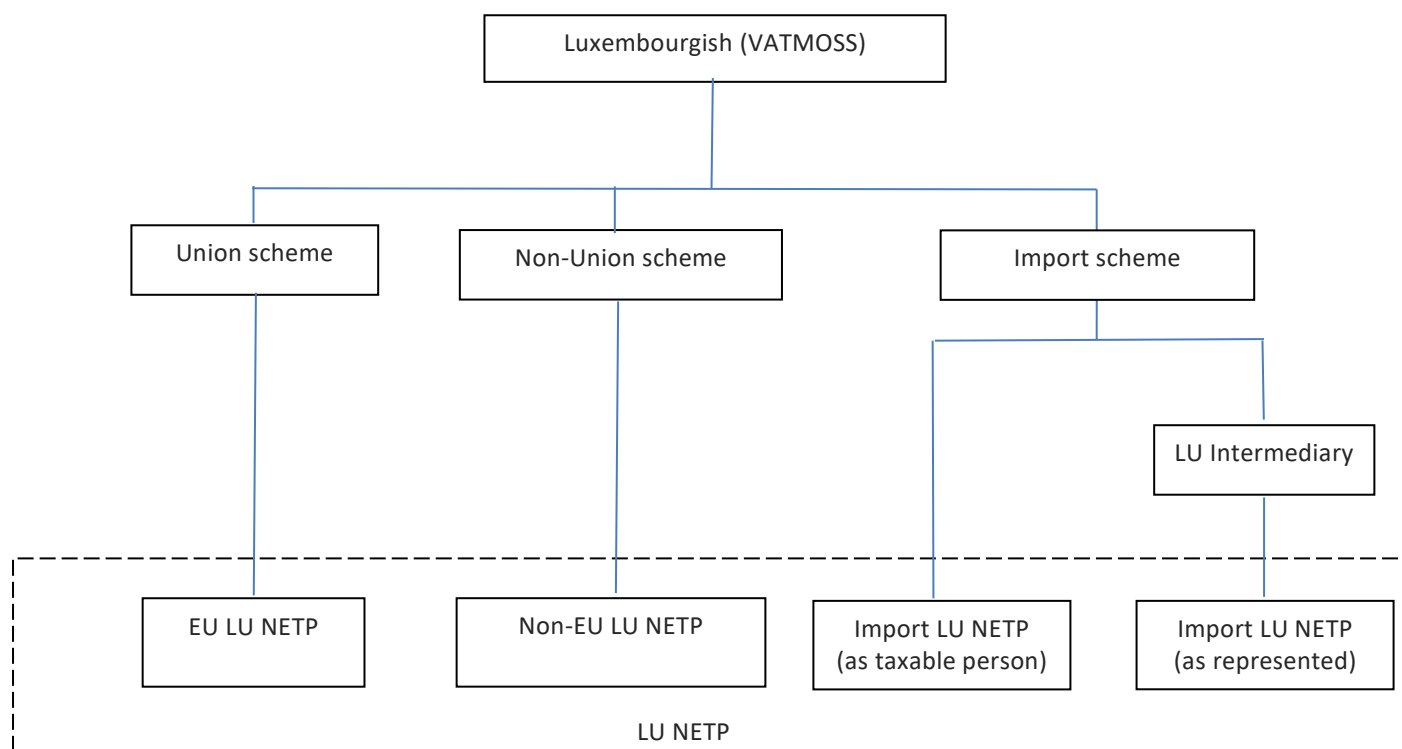 Luxembourgish (VATMOSS)
Union scheme
Non-Union scheme
Import scheme
LU Intermediary
EU LU NETP
Non-EU LU NETP
Import LU NETP
(as taxable person)
Import LU NETP
(as represented)
LU NETP